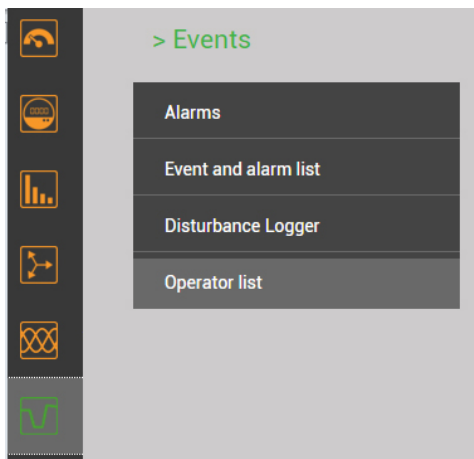 > Events
Alarms
Event and alarm list
Disturbance Logger
Operator list